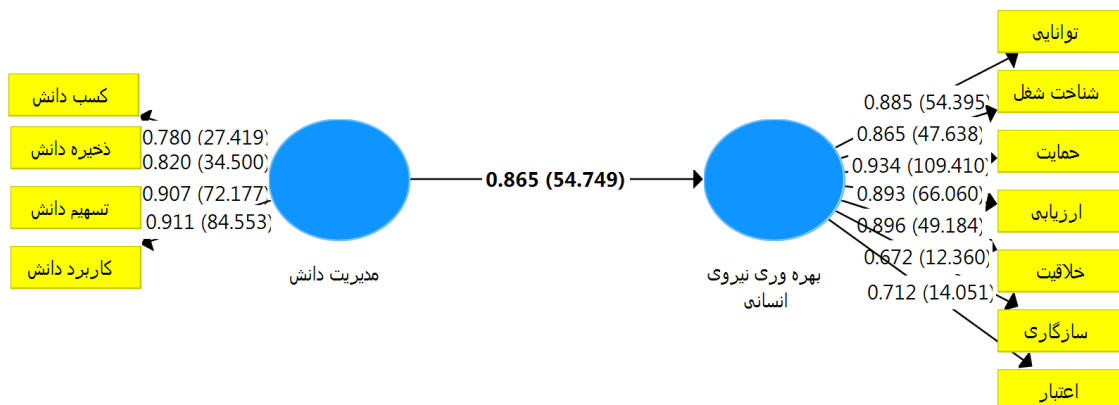 کسب دانش
ذخیره دانش
تسهیم دانش
کاربرد دانش
0.780 (27.419)
0.820 (34.500)
0.907 (72.177)
0.911 (84.553)
مدیریت دانش
0.865 (54.749)
بهره وری نیروی
انسانی
0.885 (54.395)
0.865 (47.638)
0.934 (109.410)
0.893 (66.060)
0.896 (49.184)
0.672 (12.360)
0.712 (14.051)
توانایی
شناخت شغل
حمایت
ارزیابی
خلاقیت
سازگاری
اعتبار